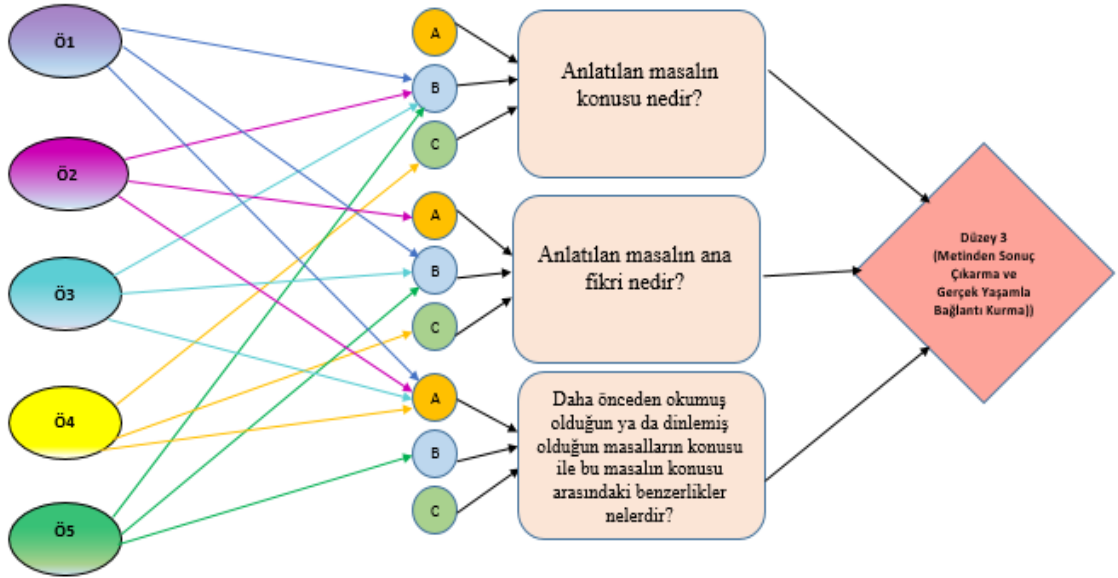 Ö1
Ö2
Ö3
Ö4
Ö5
A
B
C
A
B
C
A
B
C
Anlatılan masalın
konusu nedir?
Anlatılan masalın ana
fikri nedir?
Daha önceden okumuş
olduğun ya da dinlemiş
olduğun masalların konusu
ile bu masalın konusu
arasındaki benzerlikler
nelerdir?
Düzey 3
(Metinden Sonuç
Çıkarma ve
Gerçek Yaşamla
Bağlantı Kurma))